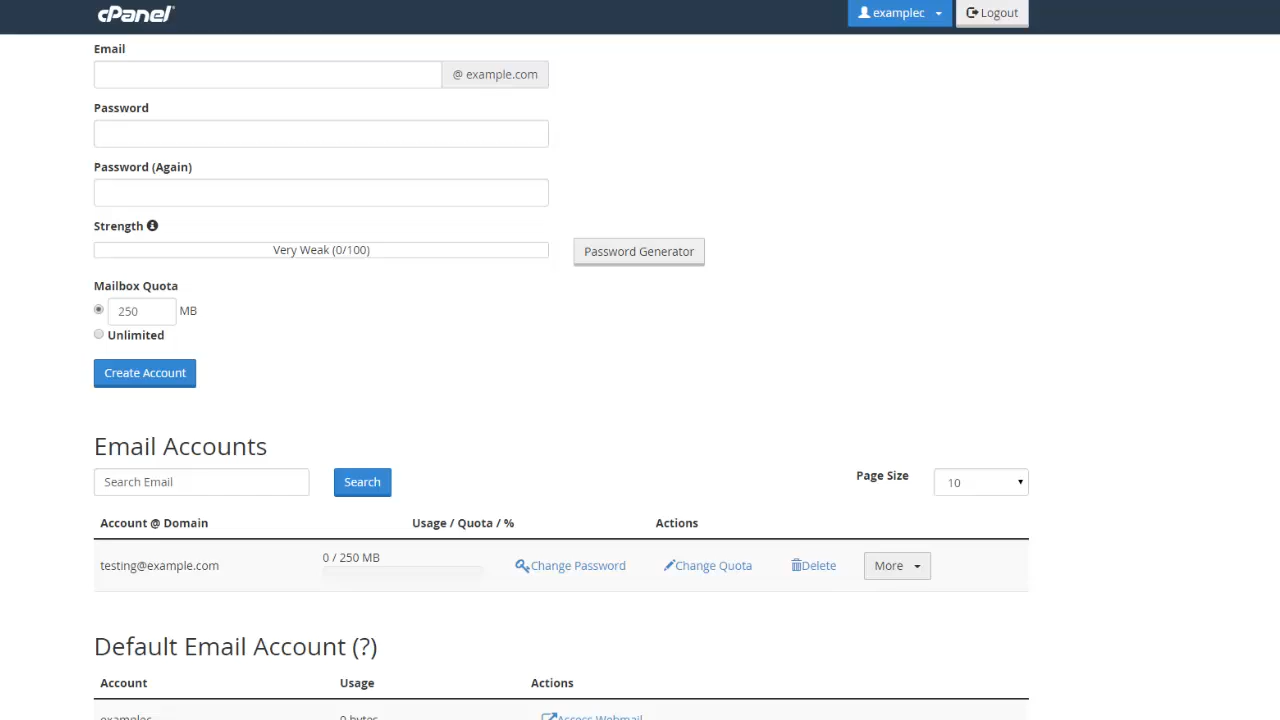 cPanel
examplec
Logout
Email
@ example.com
Password
Password (Again)
Strength
Very Weak (0/100)
Password Generator
Mailbox Quota
250 MB
Unlimited
Create Account
Email Accounts
Search Email
Search
Page Size
10
Account @ Domain Usage / Quota / % Actions
testing@example.com 0 / 250 MB Change Password Change Quota Delete More
Default Email Account (?)
Account Usage Actions
examplec 0 bytes Access Webmail